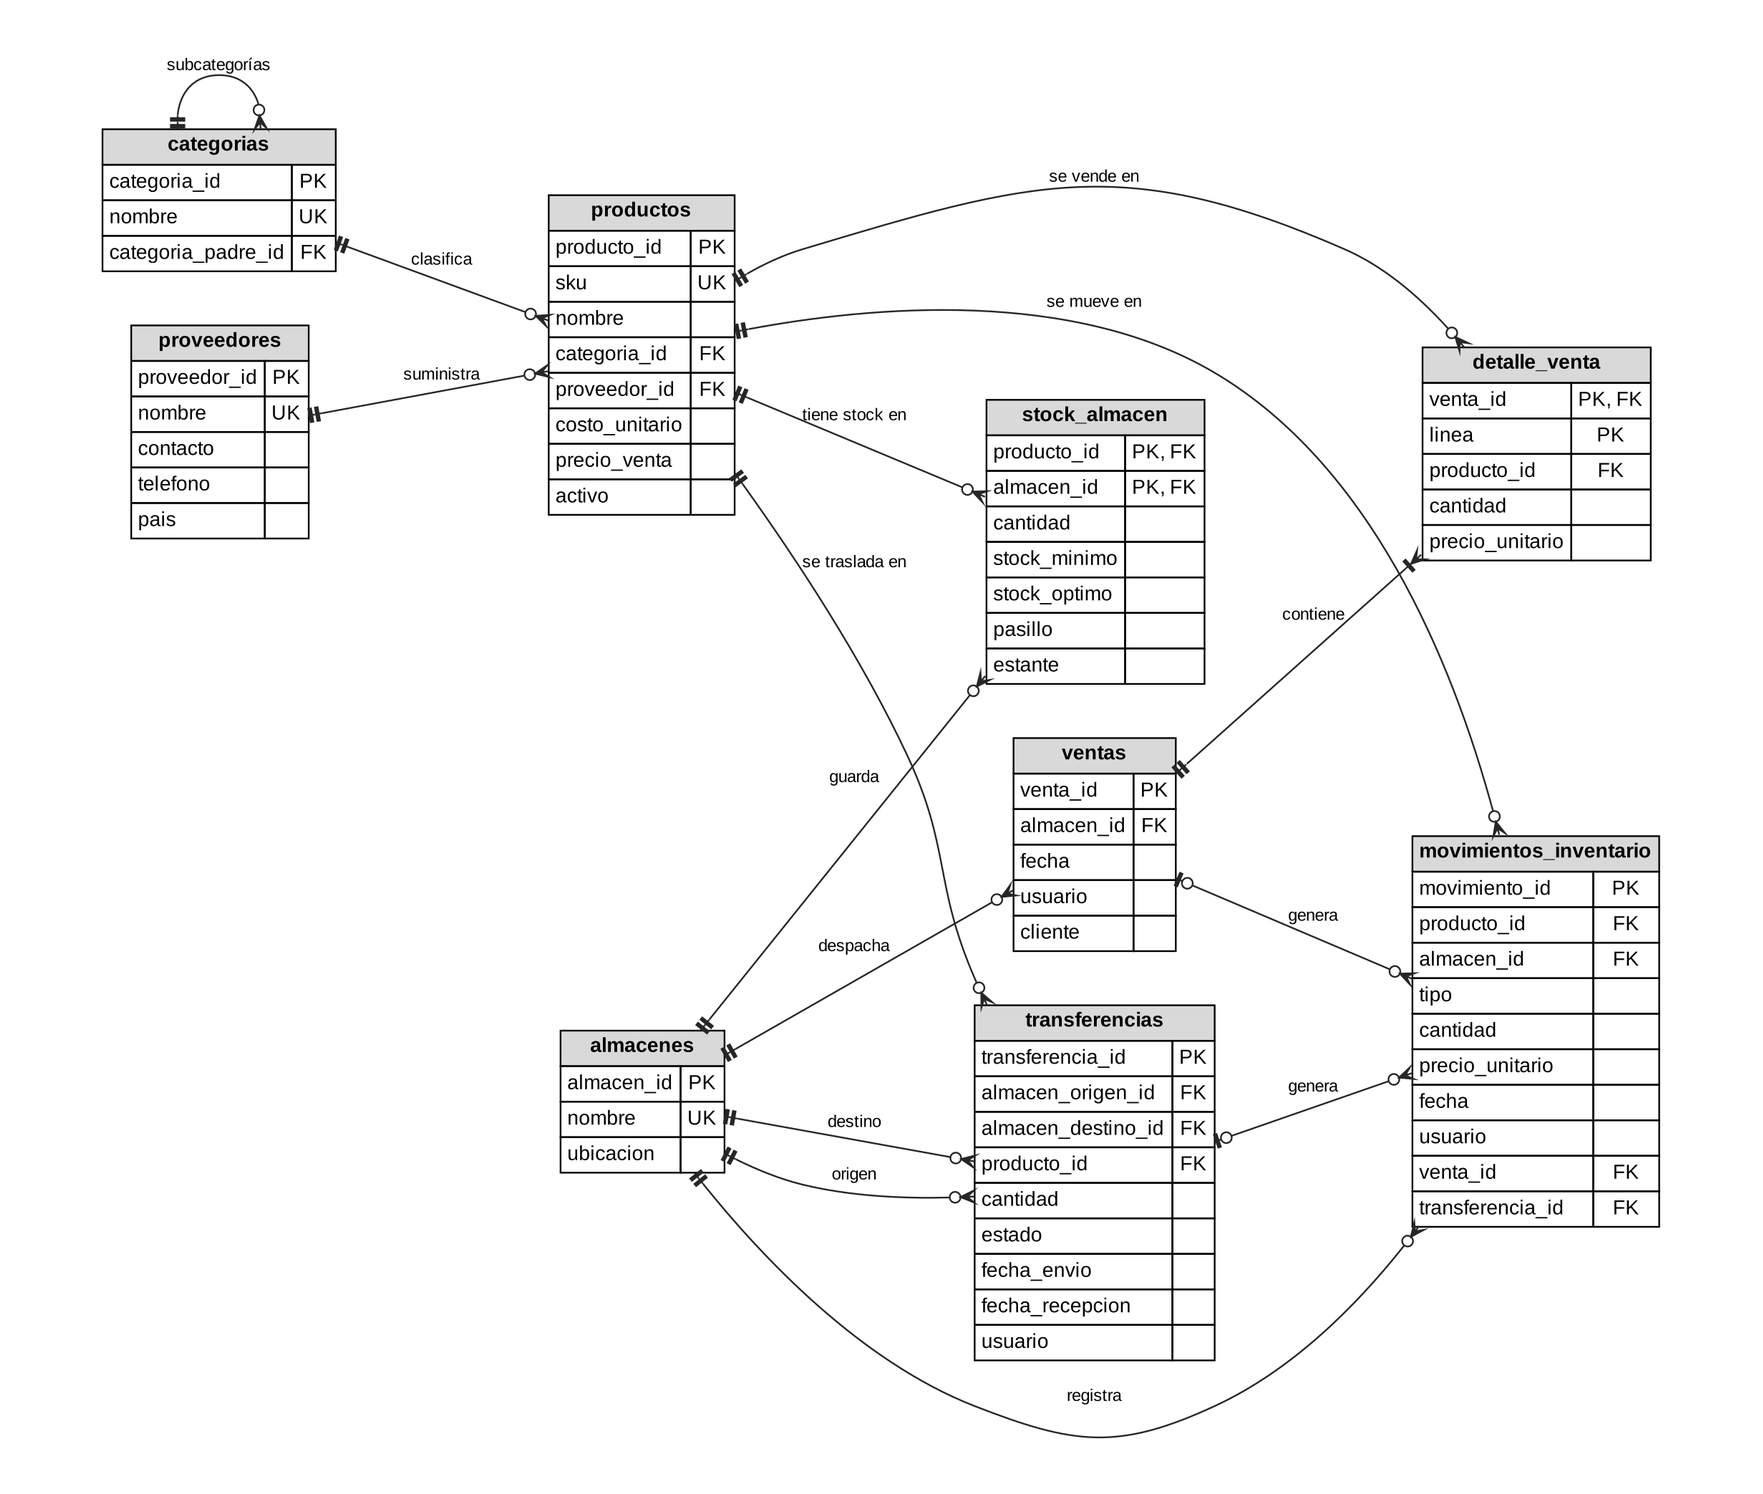 subcategorías
categorias
categoria_id PK
nombre UK
categoria_padre_id FK
clasifica
proveedores
proveedor_id PK
nombre UK
contacto
telefono
pais
suministra
productos
producto_id PK
sku UK
nombre
categoria_id FK
proveedor_id FK
costo_unitario
precio_venta
activo
se vende en
se mueve en
tiene stock en
se traslada en
stock_almacen
producto_id PK, FK
almacen_id PK, FK
cantidad
stock_minimo
stock_optimo
pasillo
estante
detalle_venta
venta_id PK, FK
linea PK
producto_id FK
cantidad
precio_unitario
contiene
guarda
ventas
venta_id PK
almacen_id FK
fecha
usuario
cliente
despacha
genera
almacenes
almacen_id PK
nombre UK
ubicacion
destino
origen
transferencias
transferencia_id PK
almacen_origen_id FK
almacen_destino_id FK
producto_id FK
cantidad
estado
fecha_envio
fecha_recepcion
usuario
genera
movimientos_inventario
movimiento_id PK
producto_id FK
almacen_id FK
tipo
cantidad
precio_unitario
fecha
usuario
venta_id FK
transferencia_id FK
registra